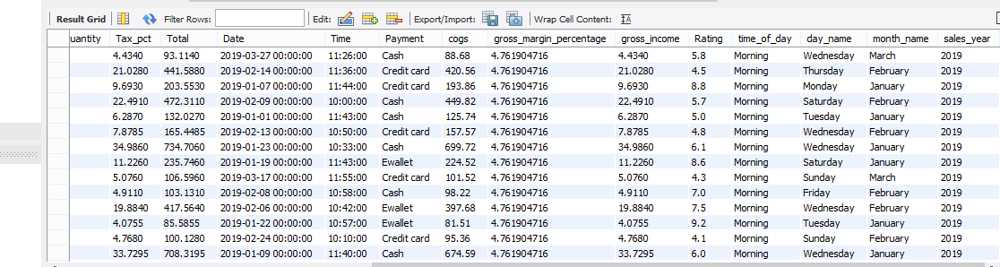 Result Grid Filter Rows: Edit: Export/Import: Wrap Cell Content: IA
uantity Tax_pct Total Date Time Payment cogs gross_margin_percentage gross_income Rating time_of_day day_name month_name sales_year
4.4340 93.1140 2019-03-27 00:00:00 11:26:00 Cash 88.68 4.761904716 4.4340 5.8 Morning Wednesday March 2019
21.0280 441.5880 2019-02-14 00:00:00 11:36:00 Credit card 420.56 4.761904716 21.0280 4.5 Morning Thursday February 2019
9.6930 203.5530 2019-01-07 00:00:00 11:44:00 Credit card 193.86 4.761904716 9.6930 8.8 Morning Monday January 2019
22.4910 472.3110 2019-02-09 00:00:00 10:00:00 Cash 449.82 4.761904716 22.4910 5.7 Morning Saturday February 2019
6.2870 132.0270 2019-01-01 00:00:00 11:43:00 Cash 125.74 4.761904716 6.2870 5.0 Morning Tuesday January 2019
7.8785 165.4485 2019-02-13 00:00:00 10:50:00 Credit card 157.57 4.761904716 7.8785 4.8 Morning Wednesday February 2019
34.9860 734.7060 2019-01-23 00:00:00 10:33:00 Cash 699.72 4.761904716 34.9860 6.1 Morning Wednesday January 2019
11.2260 235.7460 2019-01-19 00:00:00 11:43:00 Ewallet 224.52 4.761904716 11.2260 8.6 Morning Saturday January 2019
5.0760 106.5960 2019-03-17 00:00:00 11:55:00 Credit card 101.52 4.761904716 5.0760 4.3 Morning Sunday March 2019
4.9110 103.1310 2019-02-08 00:00:00 10:58:00 Cash 98.22 4.761904716 4.9110 7.0 Morning Friday February 2019
19.8840 417.5640 2019-02-06 00:00:00 10:42:00 Ewallet 397.68 4.761904716 19.8840 7.5 Morning Wednesday February 2019
4.0755 85.5855 2019-01-22 00:00:00 10:57:00 Ewallet 81.51 4.761904716 4.0755 9.2 Morning Tuesday January 2019
4.7680 100.1280 2019-02-24 00:00:00 10:10:00 Credit card 95.36 4.761904716 4.7680 4.1 Morning Sunday February 2019
33.7295 708.3195 2019-01-09 00:00:00 11:40:00 Cash 674.59 4.761904716 33.7295 6.0 Morning Wednesday January 2019